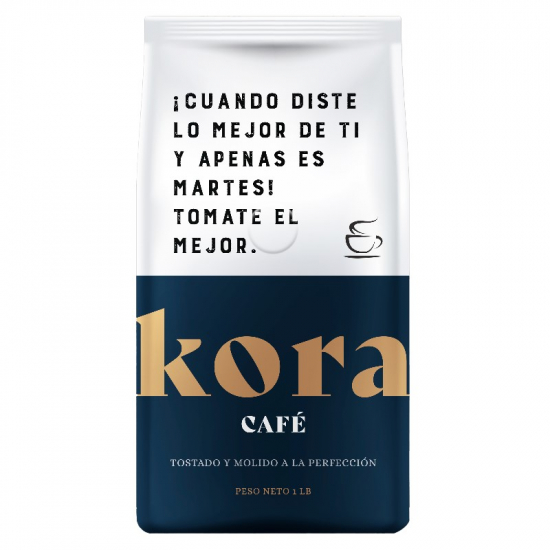 ¡CUANDO DISTE
LO MEJOR DE TI
Y APENAS ES
MARTES!
TOMATE EL
MEJOR.
kora
CAFÉ
TOSTADO Y MOLIDO A LA PERFECCIÓN
PESO NETO 1 LB